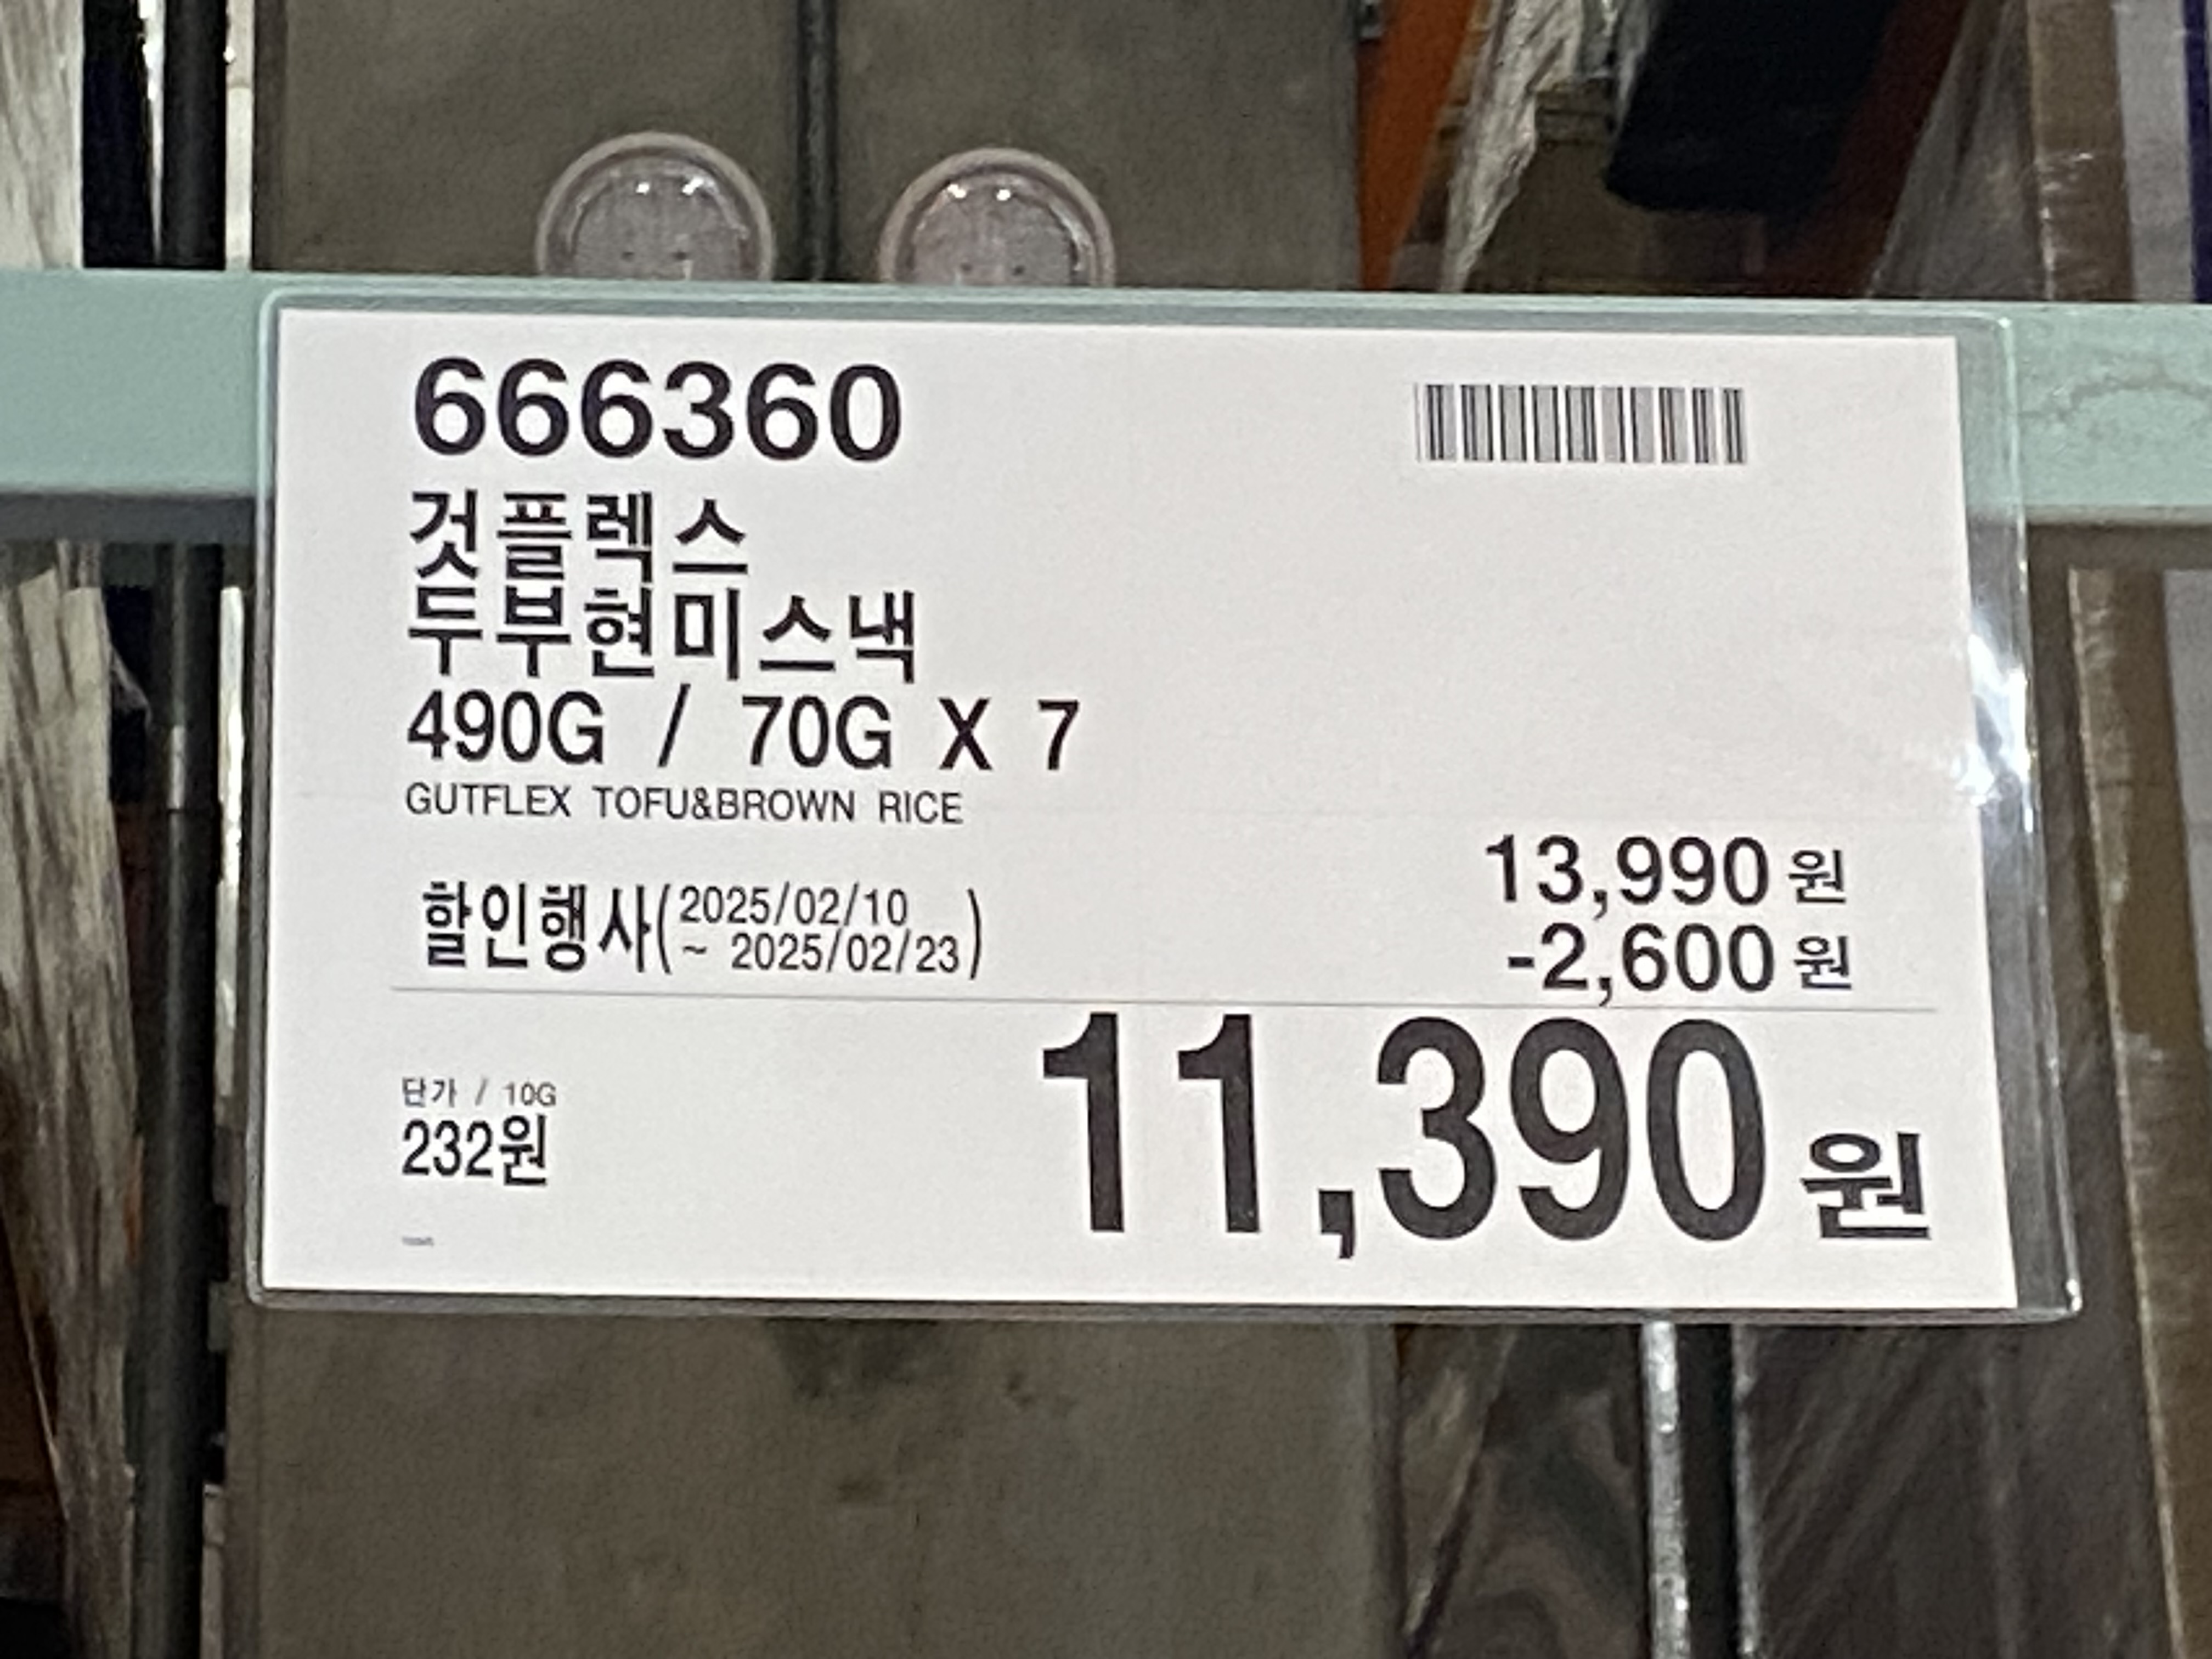 666360
것플렉스
두부현미스낵
490G / 70G X 7
GUTFLEX TOFU&BROWN RICE
13,990 원
할인행사(2025/02/10
~ 2025/02/23)
-2,600 원
11,390 원
단가 / 10G
232원